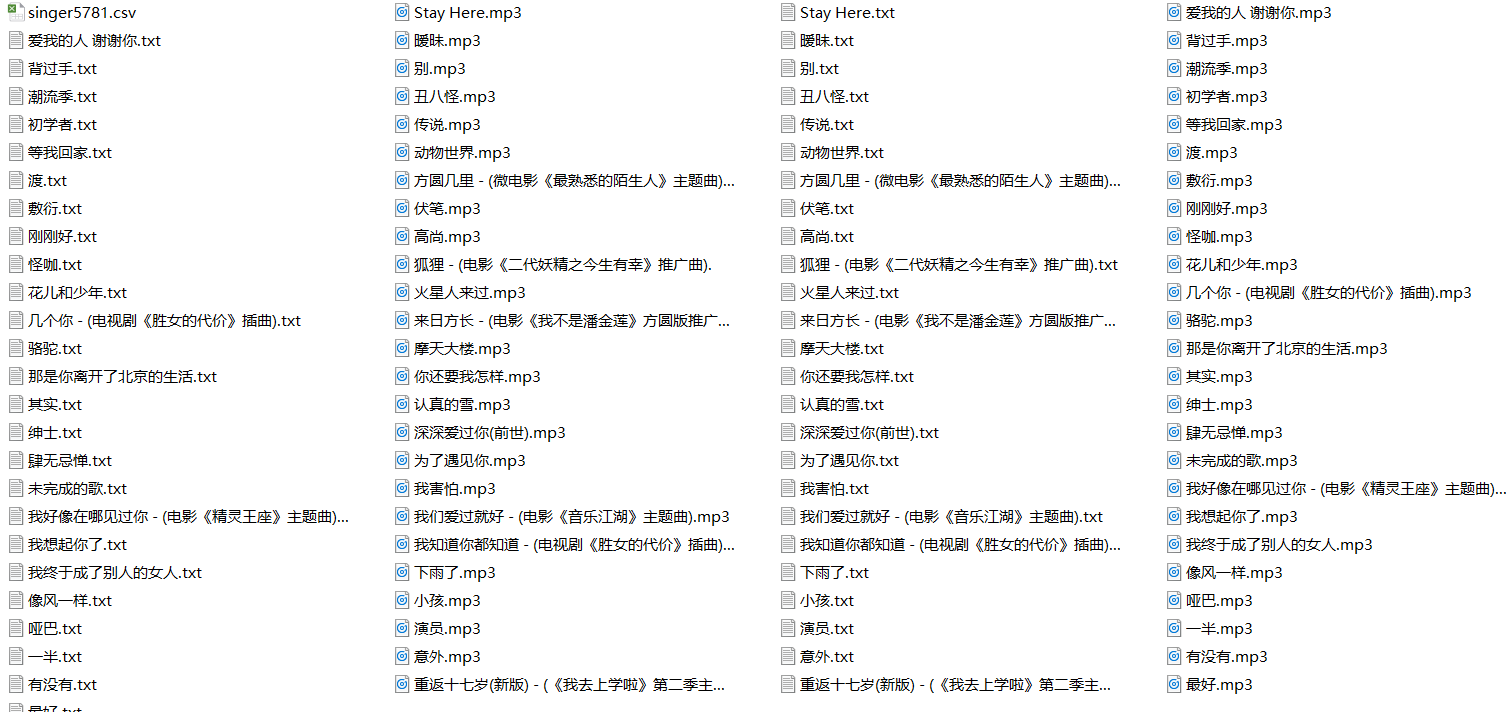 singer5781.csv
Stay Here.mp3
Stay Here.txt
爱我的人 谢谢你.mp3
爱我的人 谢谢你.txt
暧昧.mp3
暧昧.txt
背过手.mp3
背过手.txt
别.mp3
别.txt
潮流季.mp3
潮流季.txt
丑八怪.mp3
丑八怪.txt
初学者.mp3
初学者.txt
传说.mp3
传说.txt
等我回家.mp3
等我回家.txt
动物世界.mp3
动物世界.txt
渡.mp3
渡.txt
方圆几里 - (微电影《最熟悉的陌生人》主题曲)...
方圆几里 - (微电影《最熟悉的陌生人》主题曲)...
敷衍.mp3
敷衍.txt
伏笔.mp3
伏笔.txt
刚刚好.mp3
刚刚好.txt
高尚.mp3
高尚.txt
怪咖.mp3
怪咖.txt
狐狸 - (电影《二代妖精之今生有幸》推广曲).
狐狸 - (电影《二代妖精之今生有幸》推广曲).txt
花儿和少年.mp3
花儿和少年.txt
火星人来过.mp3
火星人来过.txt
几个你 - (电视剧《胜女的代价》插曲).mp3
几个你 - (电视剧《胜女的代价》插曲).txt
来日方长 - (电影《我不是潘金莲》方圆版推广...
来日方长 - (电影《我不是潘金莲》方圆版推广...
骆驼.mp3
骆驼.txt
摩天大楼.mp3
摩天大楼.txt
那是你离开了北京的生活.mp3
那是你离开了北京的生活.txt
你还要我怎样.mp3
你还要我怎样.txt
其实.mp3
其实.txt
认真的雪.mp3
认真的雪.txt
绅士.mp3
绅士.txt
深深爱过你(前世).mp3
深深爱过你(前世).txt
肆无忌惮.mp3
肆无忌惮.txt
为了遇见你.mp3
为了遇见你.txt
未完成的歌.mp3
未完成的歌.txt
我害怕.mp3
我害怕.txt
我好像在哪见过你 - (电影《精灵王座》主题曲)...
我好像在哪见过你 - (电影《精灵王座》主题曲)...
我们爱过就好 - (电影《音乐江湖》主题曲).mp3
我们爱过就好 - (电影《音乐江湖》主题曲).txt
我想起你了.mp3
我想起你了.txt
我知道你都知道 - (电视剧《胜女的代价》插曲)...
我知道你都知道 - (电视剧《胜女的代价》插曲)...
我终于成了别人的女人.mp3
我终于成了别人的女人.txt
下雨了.mp3
下雨了.txt
像风一样.mp3
像风一样.txt
小孩.mp3
小孩.txt
哑巴.mp3
哑巴.txt
演员.mp3
演员.txt
一半.mp3
一半.txt
意外.mp3
意外.txt
有没有.mp3
有没有.txt
重返十七岁(新版) - (《我去上学啦》第二季主...
重返十七岁(新版) - (《我去上学啦》第二季主...
最好.mp3
最好.txt